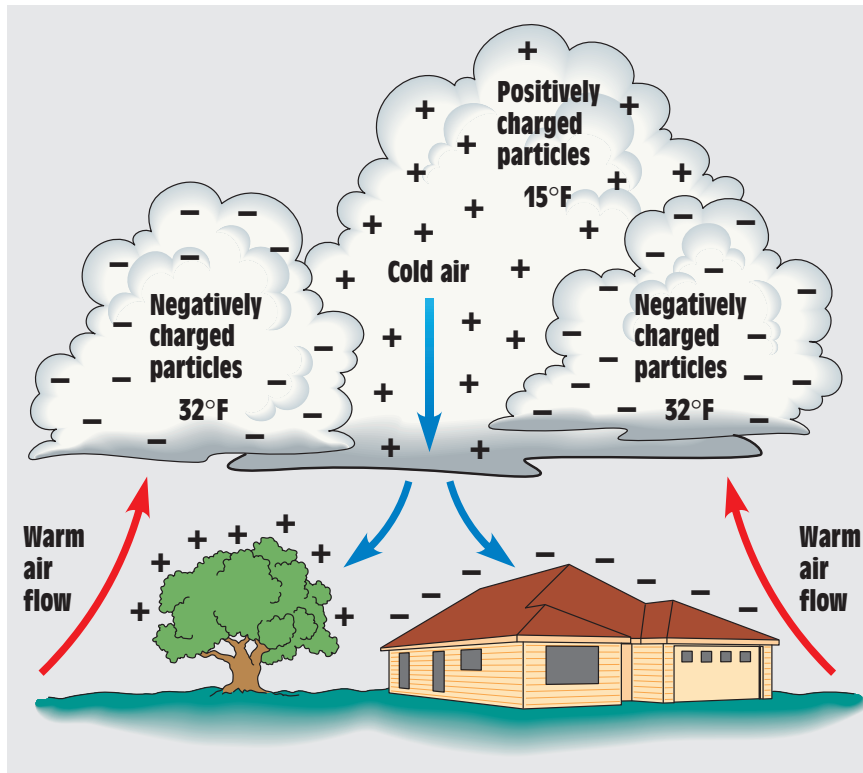 Positively
charged
particles
15°F
Cold air
Negatively
charged
particles
32°F
Negatively
charged
particles
32°F
Warm
air
flow
Warm
air
flow